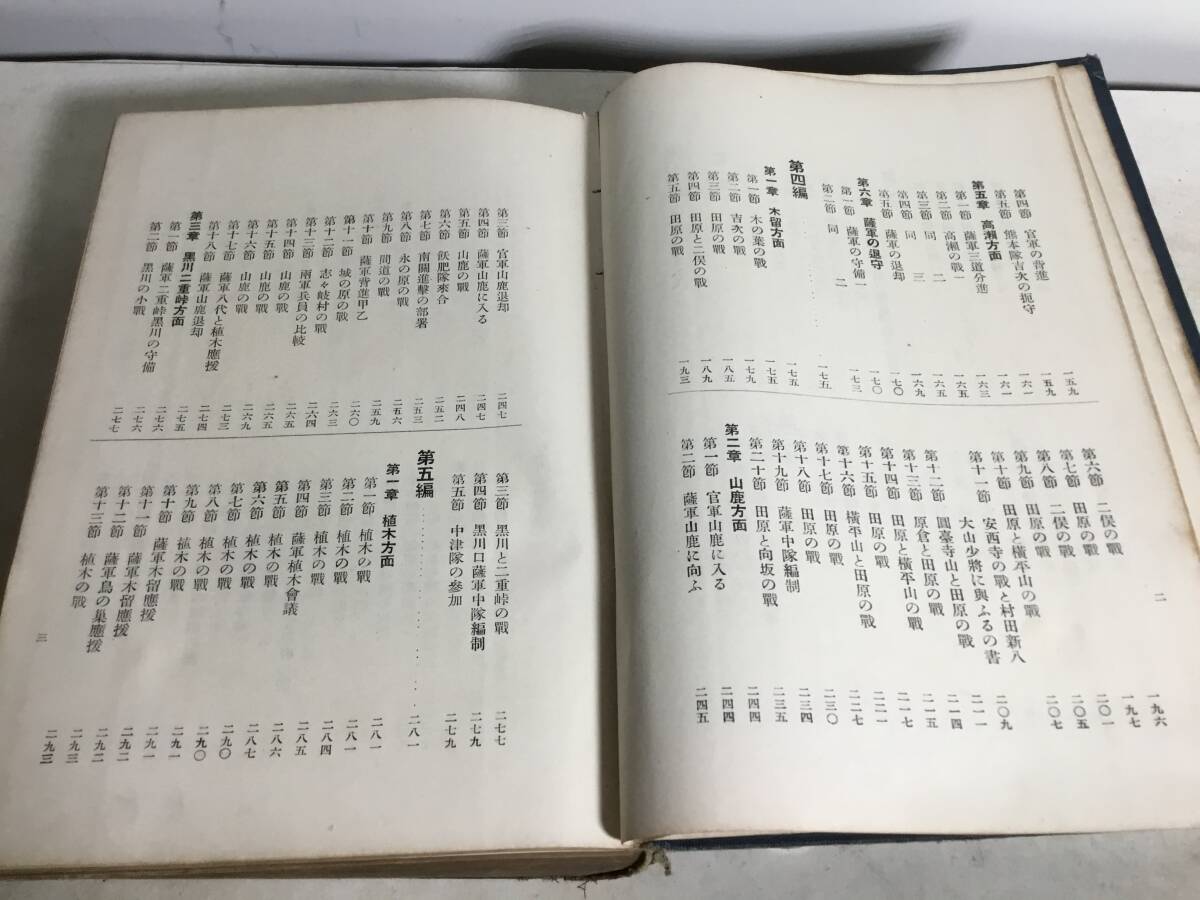 二
第四節 官軍の背進 一五九
第五節 熊本隊吉次の扼守 一五九
第五章 高瀬方面 一六一
第一節 薩軍三道分進 一六一
第二節 高瀬の戰一 一六三
第三節 同 二 一六五
第四節 同 三 一六五
第五節 薩軍の退却 一六九
第六章 薩軍の退守 一七〇
第一節 薩軍の守備一 一七〇
第二節 同 二 一七三
第四編 一七五
第一章 木留方面 一七五
第一節 木の葉の戰 一七五
第二節 吉次の戰 一七九
第三節 田原の戰 一八五
第四節 田原と二俣の戰 一八九
第五節 田原の戰 一九三
第六節 二俣の戰 一九六
第七節 田原の戰 一九七
第八節 二俣の戰 二〇一
第九節 田原と橫平山の戰 二〇五
第十節 安西寺の戰と村田新八 二〇七
第十一節 大山少將に與ふるの書 二〇九
第十二節 圓臺寺山と田原の戰 二一一
第十三節 原倉と田原の戰 二一四
第十四節 田原と橫平山の戰 二一五
第十五節 田原の戰 二一七
第十六節 橫平山と田原の戰 二二一
第十七節 田原の戰 二二七
第十八節 田原の戰 二三〇
第十九節 薩軍中隊編制 二三四
第二十節 田原と向坂の戰 二三五
第二章 山鹿方面 二四四
第一節 官軍山鹿に入る 二四四
第二節 薩軍山鹿に向ふ 二四五
第三節 官軍山鹿退却 二四七
第四節 薩軍山鹿に入る 二四七
第五節 山鹿の戰 二四八
第六節 飫肥隊來合 二五二
第七節 南關進擊の部署 二五三
第八節 永の原の戰 二五六
第九節 間道の戰 二五九
第十節 薩軍背進甲乙 二六〇
第十一節 城の原の戰 二六三
第十二節 志々岐村の戰 二六四
第十三節 兩軍兵員の比較 二六五
第十四節 山鹿の戰 二六五
第十五節 山鹿の戰 二六九
第十六節 山鹿の戰 二七三
第十七節 薩軍八代と植木應援 二七四
第十八節 薩軍山鹿退却 二七五
第三章 黑川二重峠方面 二七六
第一節 薩軍二重峠黑川の守備 二七六
第二節 黑川の小戰 二七七
第三節 黑川と二重峠の戰 二七七
第四節 黑川口薩軍中隊編制 二七九
第五節 中津隊の參加 二七九
第五編 二八一
第一章 植木方面 二八一
第一節 植木の戰 二八一
第二節 植木の戰 二八四
第三節 植木の戰 二八五
第四節 薩軍植木會議 二八六
第五節 植木の戰 二八七
第六節 植木の戰 二九〇
第七節 植木の戰 二九〇
第八節 植木の戰 二九一
第九節 植木の戰 二九一
第十節 薩軍木留應援 二九二
第十一節 薩軍木留應援 二九二
第十二節 薩軍鳥の巢應援 二九三
第十三節 植木の戰 二九三
三